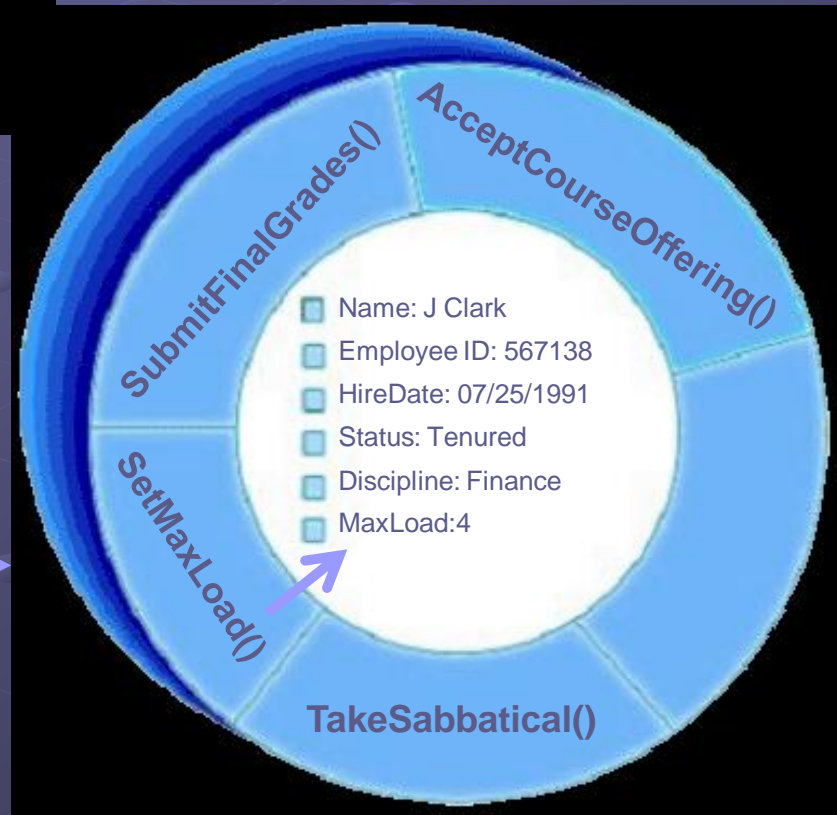 AcceptCourseOffering()
SubmitFinalGrades()
Name: J Clark
Employee ID: 567138
HireDate: 07/25/1991
Status: Tenured
Discipline: Finance
MaxLoad:4
SetMaxLoad()
TakeSabbatical()